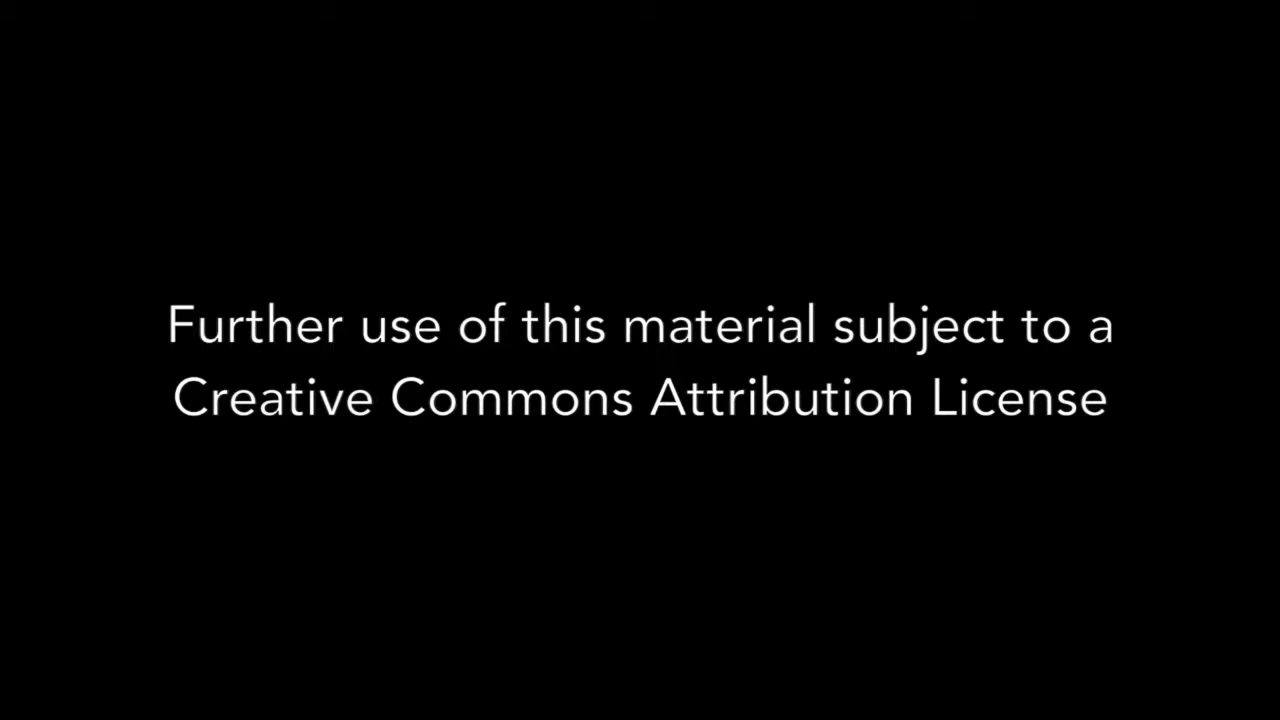 Further use of this material subject to a
Creative Commons Attribution License